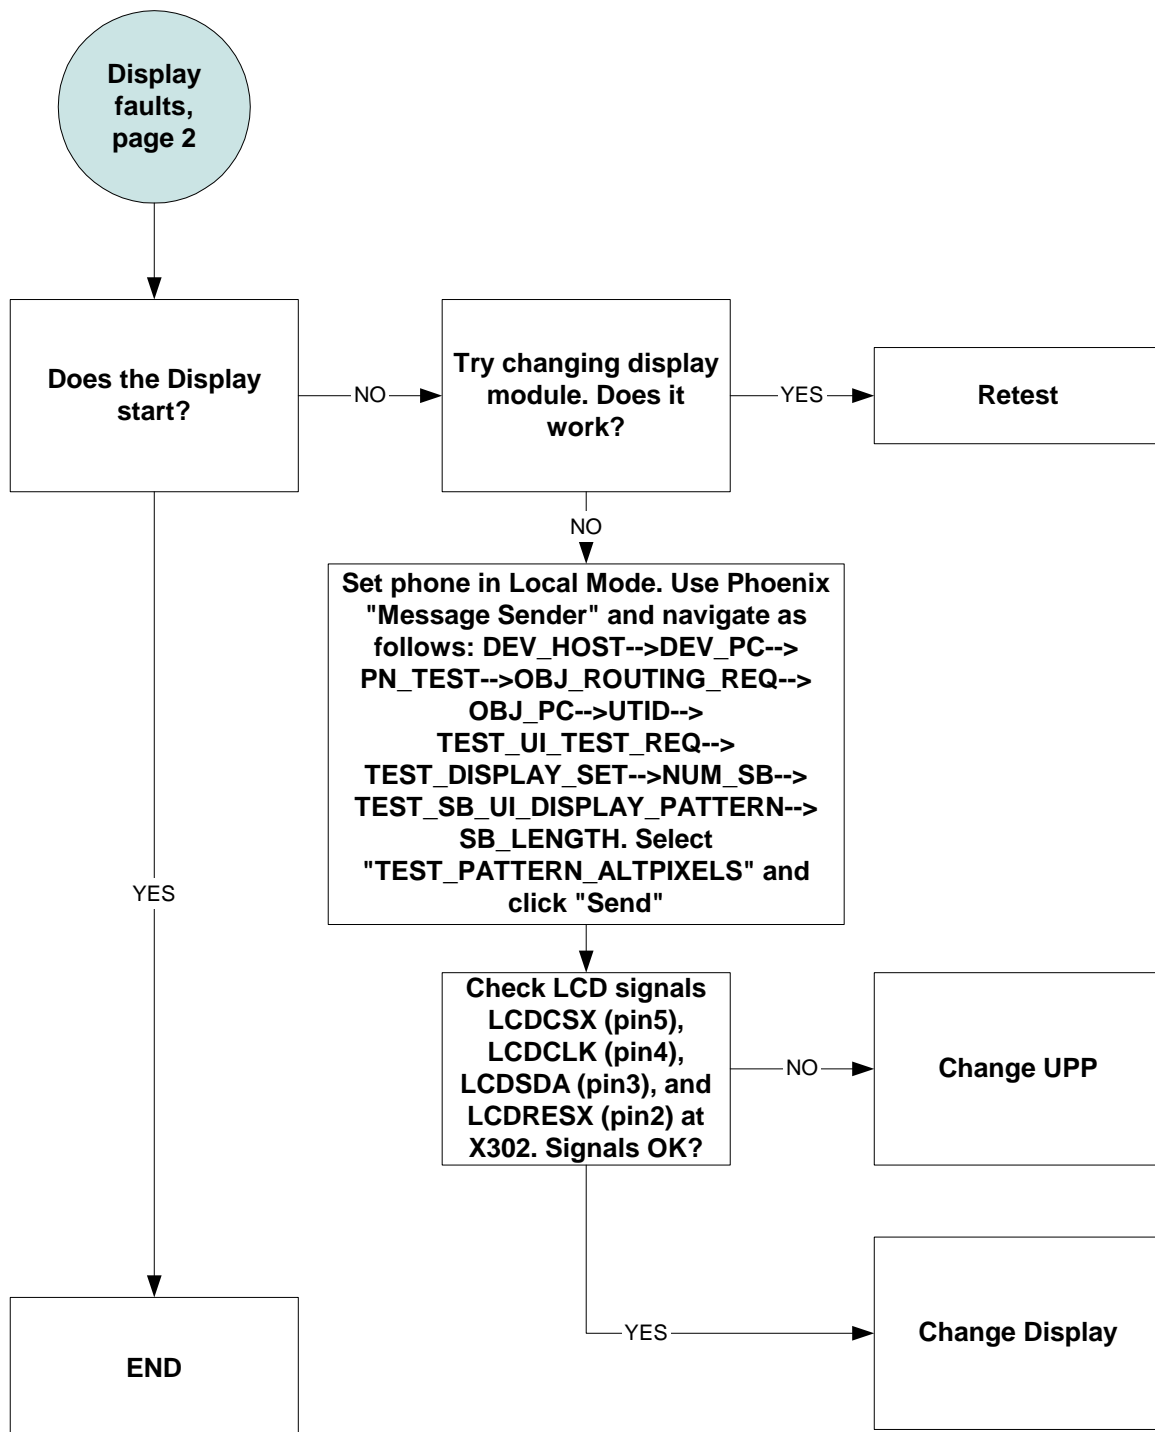 Display
faults,
page 2
Does the Display
start?
NO
Try changing display
module. Does it
work?
YES
Retest
NO
Set phone in Local Mode. Use Phoenix
"Message Sender" and navigate as
follows: DEV_HOST-->DEV_PC-->
PN_TEST-->OBJ_ROUTING_REQ-->
OBJ_PC-->UTID-->
TEST_UI_TEST_REQ-->
TEST_DISPLAY_SET-->NUM_SB-->
TEST_SB_UI_DISPLAY_PATTERN-->
SB_LENGTH. Select
"TEST_PATTERN_ALTPIXELS" and
click "Send"
YES
Check LCD signals
LCDCSX (pin5),
LCDCLK (pin4),
LCDSDA (pin3), and
LCDRESX (pin2) at
X302. Signals OK?
NO
Change UPP
YES
Change Display
END